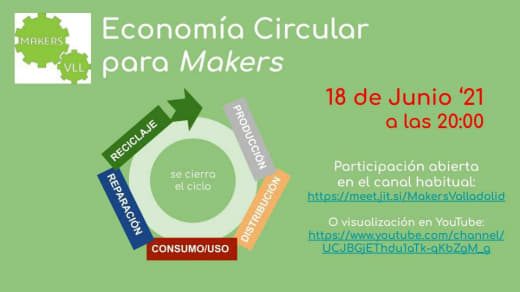 MAKERS
VLL
Economía Circular
para Makers
18 de Junio ‘21
a las 20:00
RECICLAJE
PRODUCCIÓN
se cierra
el ciclo
REPARACIÓN
DISTRIBUCIÓN
CONSUMO/USO
Participación abierta
en el canal habitual:
https://meet.jit.si/MakersValladolid
O visualización en YouTube:
https://www.youtube.com/channel/
UCJBGjEThdu1aTk-qKbZgM_g